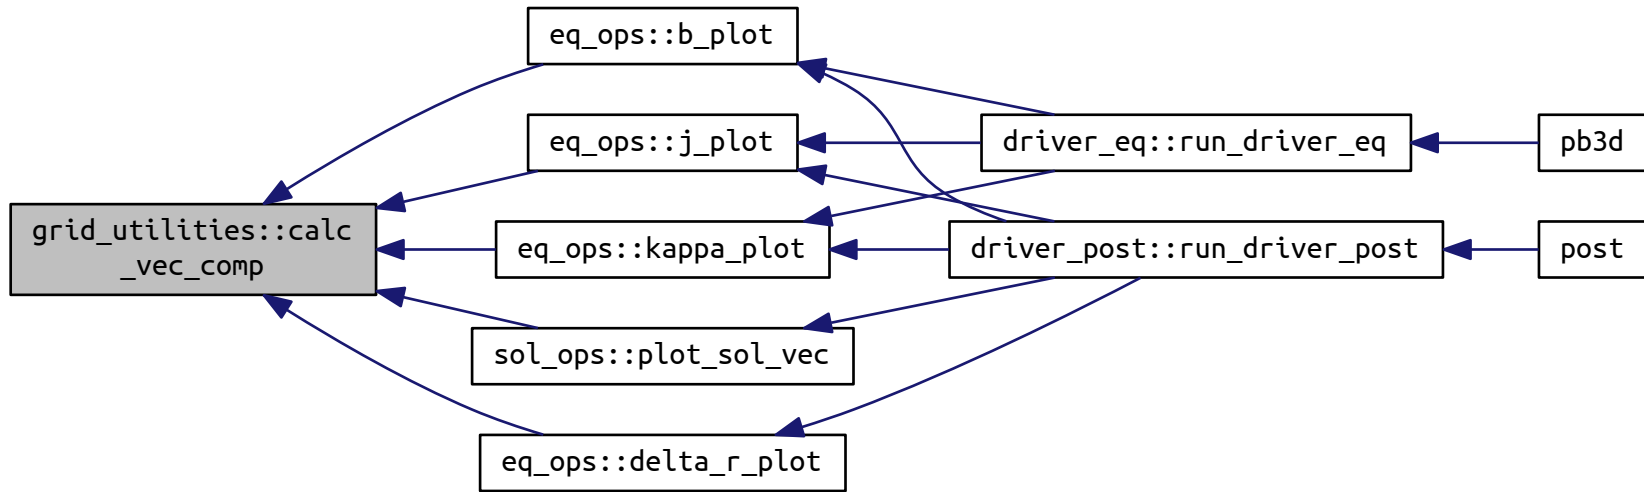 grid_utilities::calc
_vec_comp
eq_ops::b_plot
eq_ops::j_plot
eq_ops::kappa_plot
sol_ops::plot_sol_vec
eq_ops::delta_r_plot
driver_eq::run_driver_eq
driver_post::run_driver_post
pb3d
post